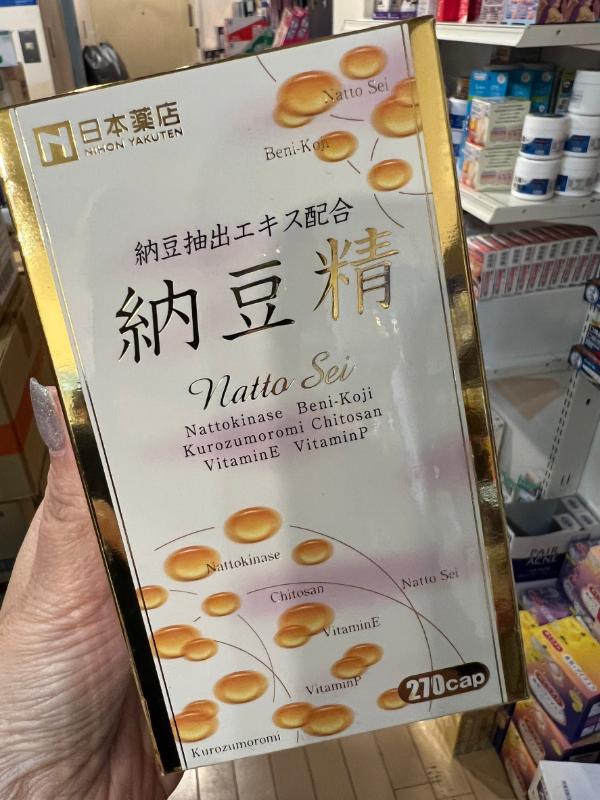 日本薬店
NIHON YAKUTEN
Natto Sei
Beni-Koji
納豆抽出エキス配合
納豆精
Natto Sei
Nattokinase Beni-Koji
Kurozumoromi Chitosan
VitaminE VitaminP
Nattokinase
Chitosan
Natto Sei
VitaminE
VitaminP
270cap
Kurozumoromi
PAIR
ACNE